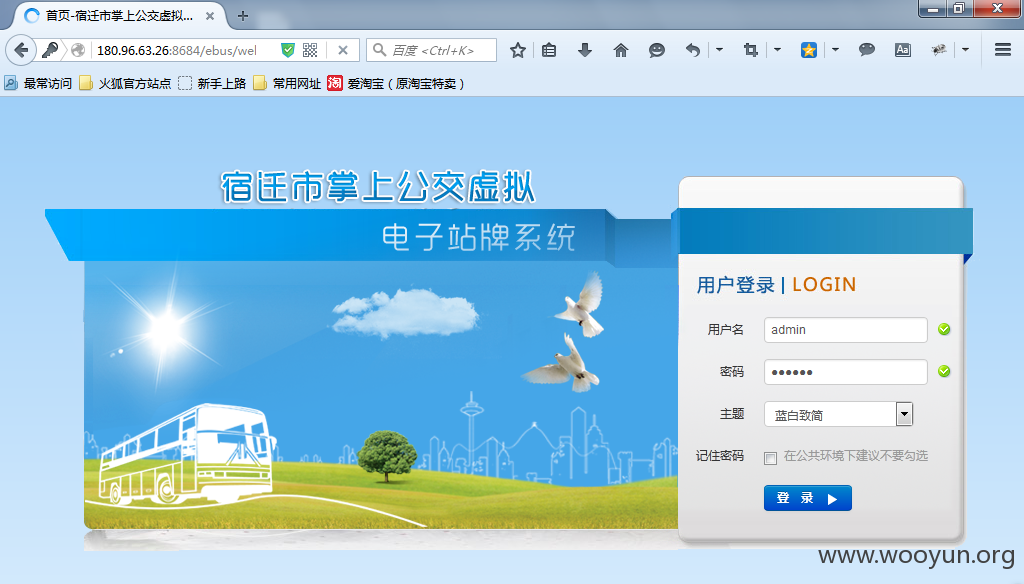 首页-宿迁市掌上公交虚拟...
180.96.63.26:8684/ebus/wel
百度 <Ctrl+K>
Aa
最常访问 火狐官方站点 新手上路 常用网址 淘 爱淘宝（原淘宝特卖）
宿迁市掌上公交虚拟
电子站牌系统
用户登录 | LOGIN
用户名 admin
密码 ●●●●●●
主题 蓝白致简
记住密码 在公共环境下建议不要勾选
登 录
www.wooyun.org